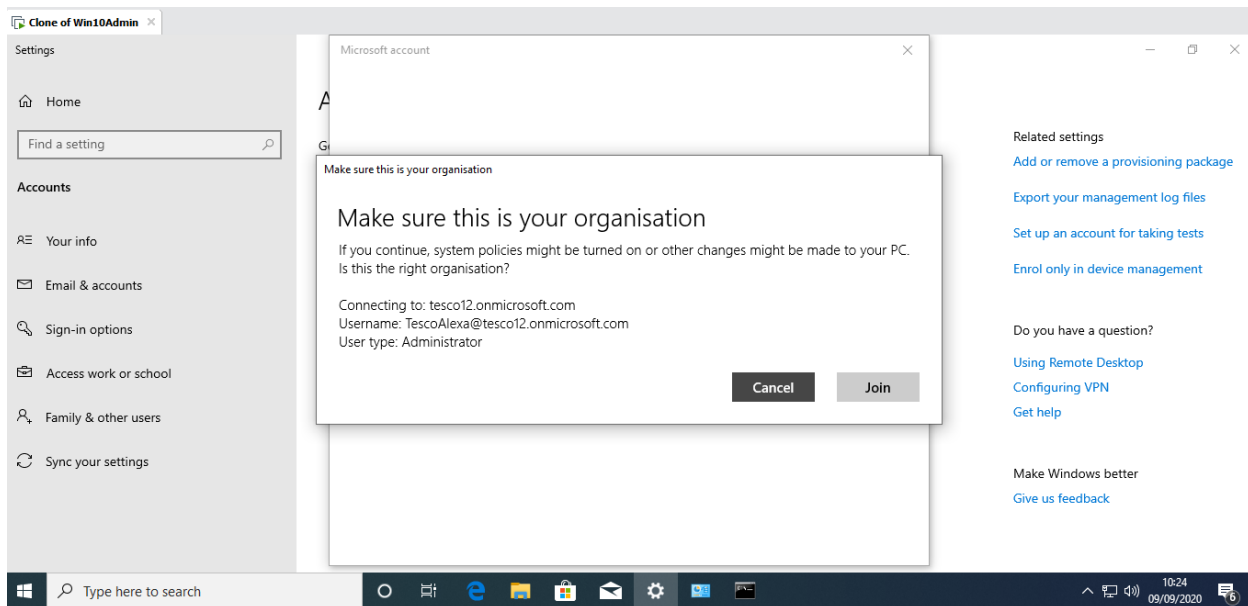 Clone of Win10Admin
Settings
Microsoft account
Home
Find a setting
Accounts
Your info
Email & accounts
Sign-in options
Access work or school
Family & other users
Sync your settings
A
Ge
Make sure this is your organisation
Make sure this is your organisation
If you continue, system policies might be turned on or other changes might be made to your PC.
Is this the right organisation?
Connecting to: tesco12.onmicrosoft.com
Username: TescoAlexa@tesco12.onmicrosoft.com
User type: Administrator
Cancel
Join
Related settings
Add or remove a provisioning package
Export your management log files
Set up an account for taking tests
Enrol only in device management
Do you have a question?
Using Remote Desktop
Configuring VPN
Get help
Make Windows better
Give us feedback
Type here to search
10:24
09/09/2020
6